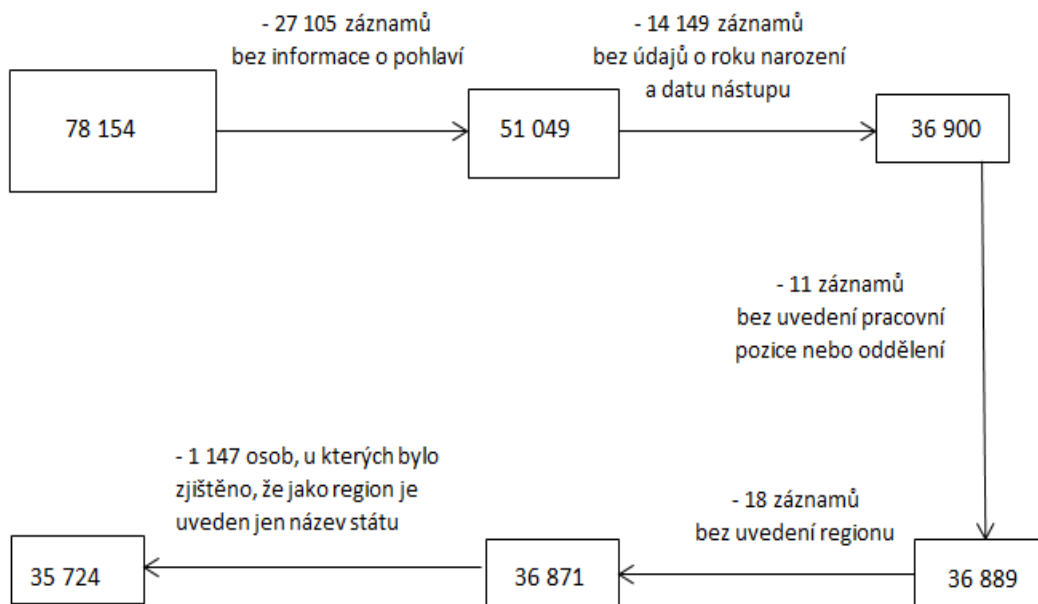 - 27 105 záznamů
bez informace o pohlaví
- 14 149 záznamů
bez údajů o roku narození
a datu nástupu
78 154
51 049
36 900
- 11 záznamů
bez uvedení pracovní
pozice nebo oddělení
- 18 záznamů
bez uvedení regionu
- 1 147 osob, u kterých bylo
zjištěno, že jako region je
uveden jen název státu
35 724
36 871
36 889